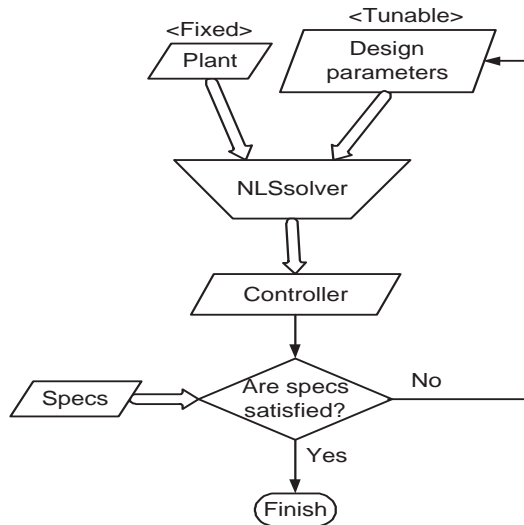 <Fixed>
Plant
<Tunable>
Design
parameters
NLSsolver
Controller
Specs
Are specs
satisfied?
No
Yes
Finish